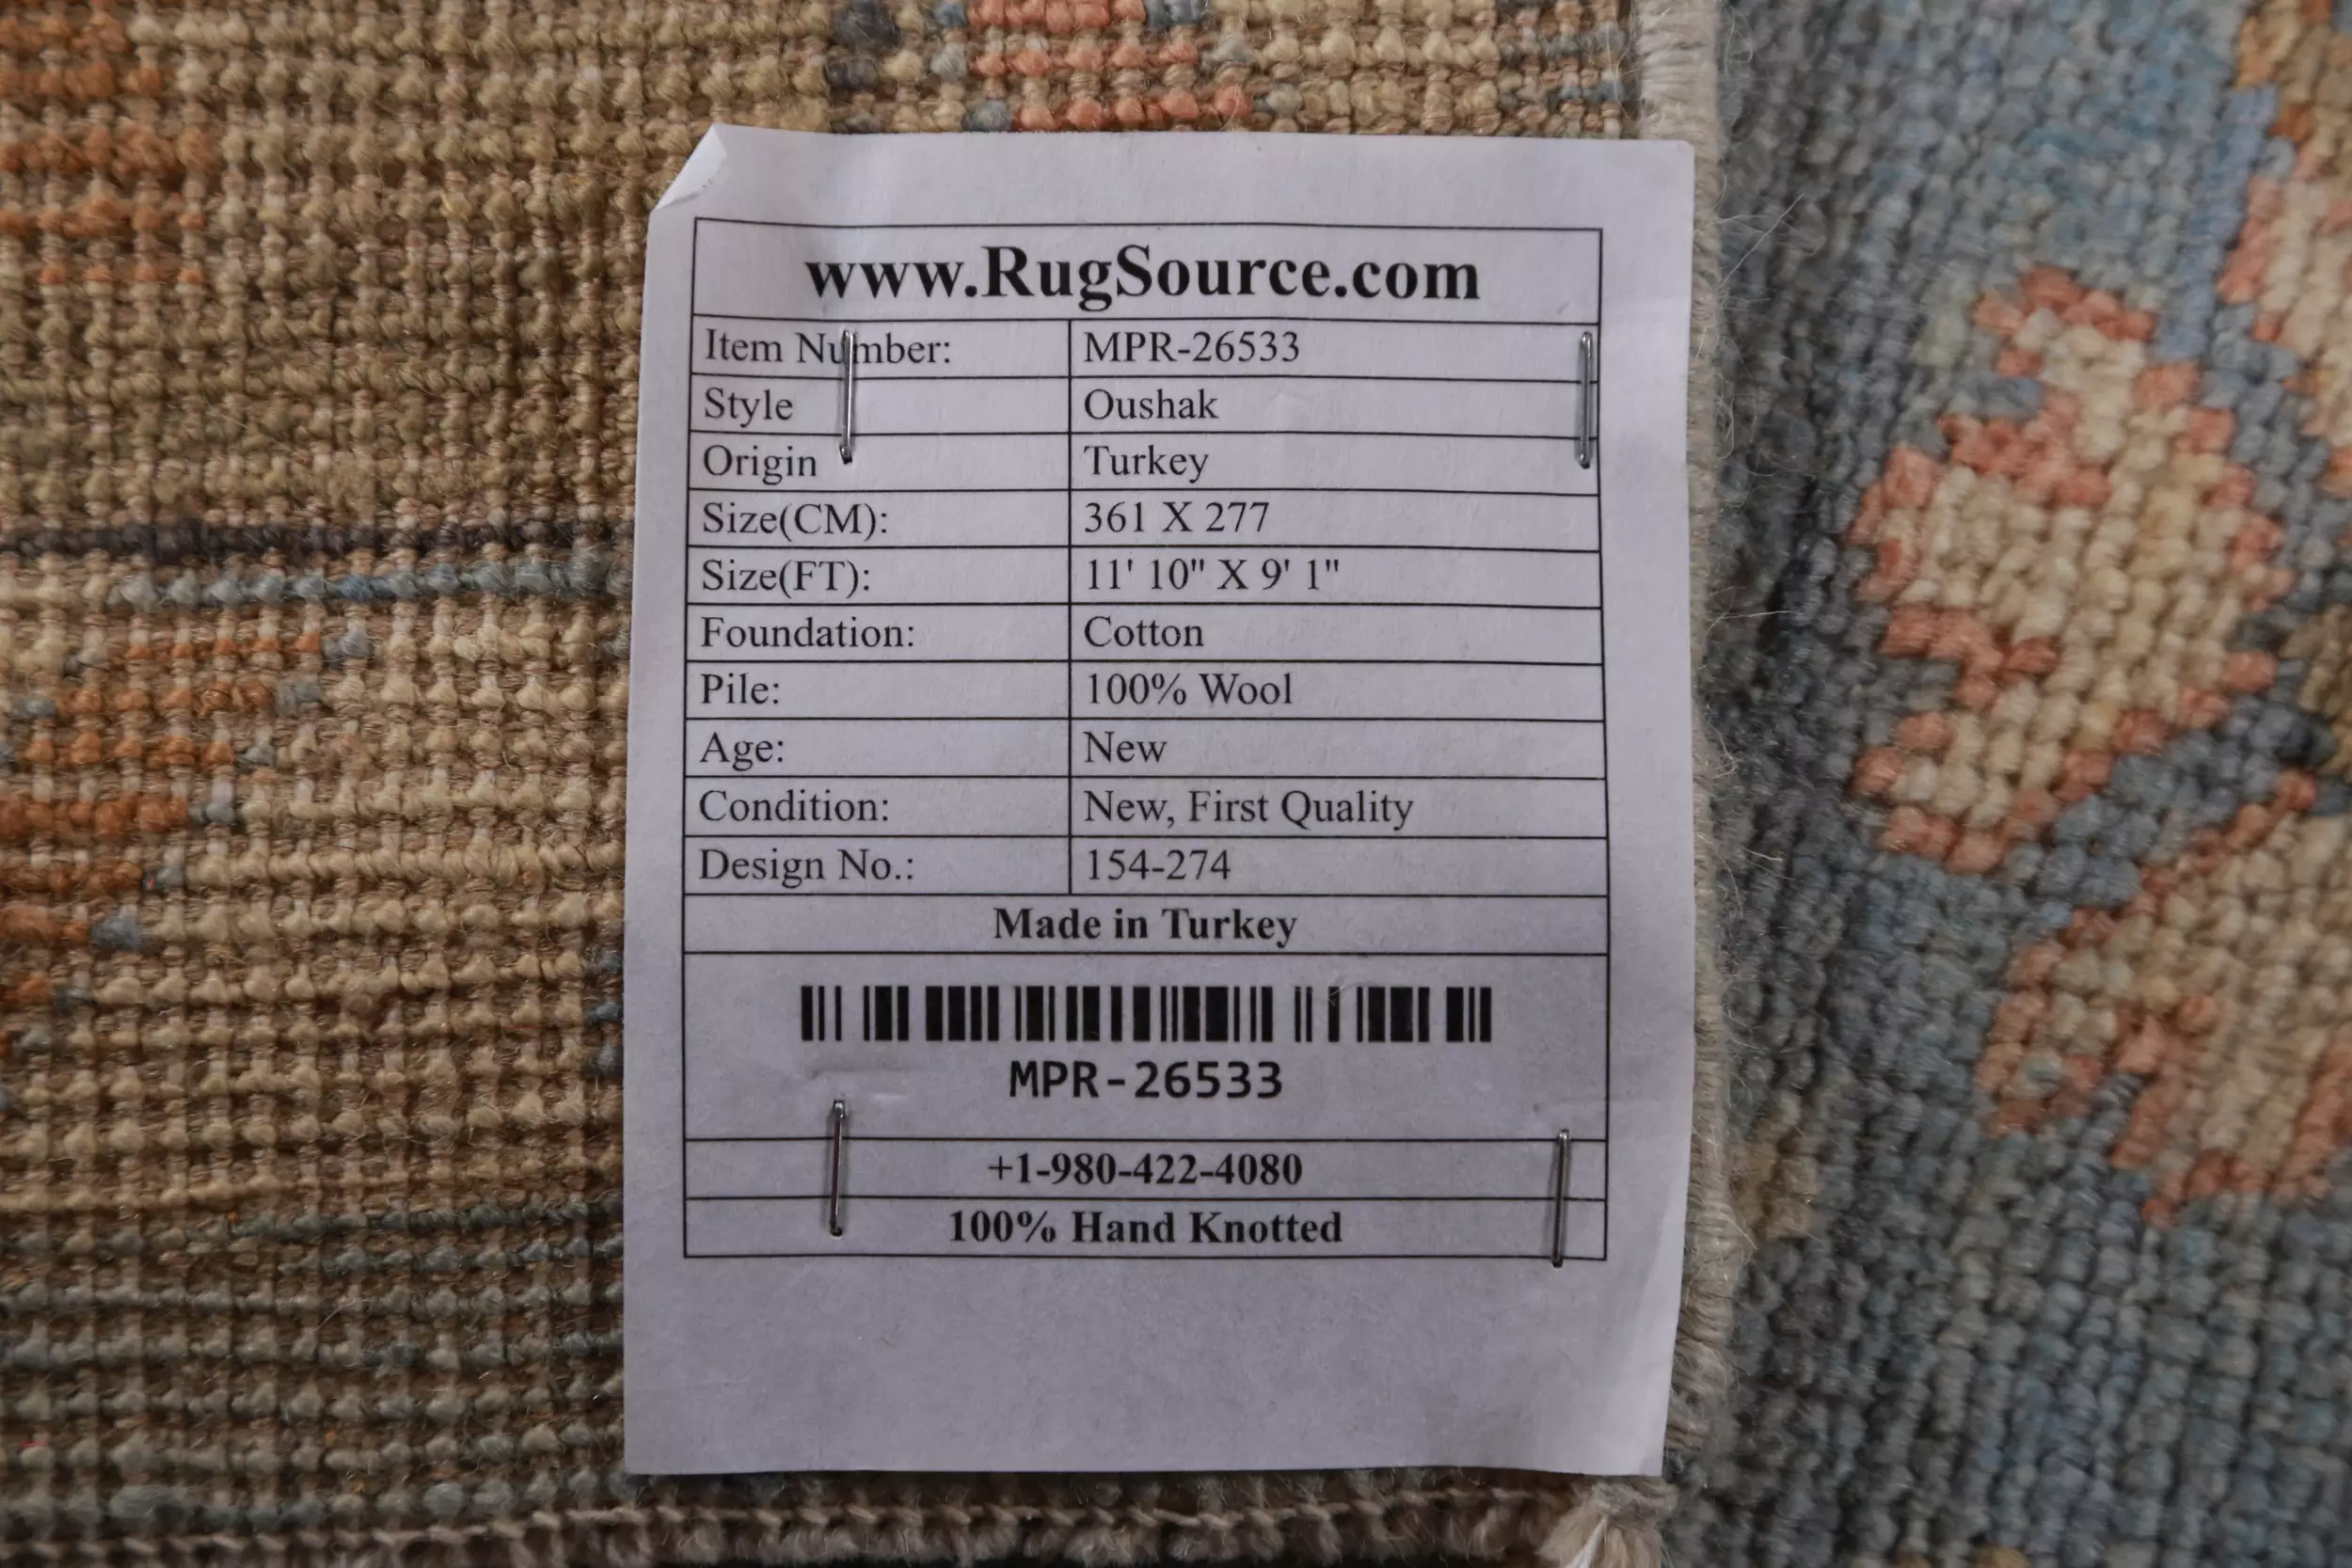 www.RugSource.com
Item Number: MPR-26533
Style Oushak
Origin Turkey
Size(CM): 361 X 277
Size(FT): 11' 10" X 9' 1"
Foundation: Cotton
Pile: 100% Wool
Age: New
Condition: New, First Quality
Design No.: 154-274
Made in Turkey
MPR-26533
+1-980-422-4080
100% Hand Knotted